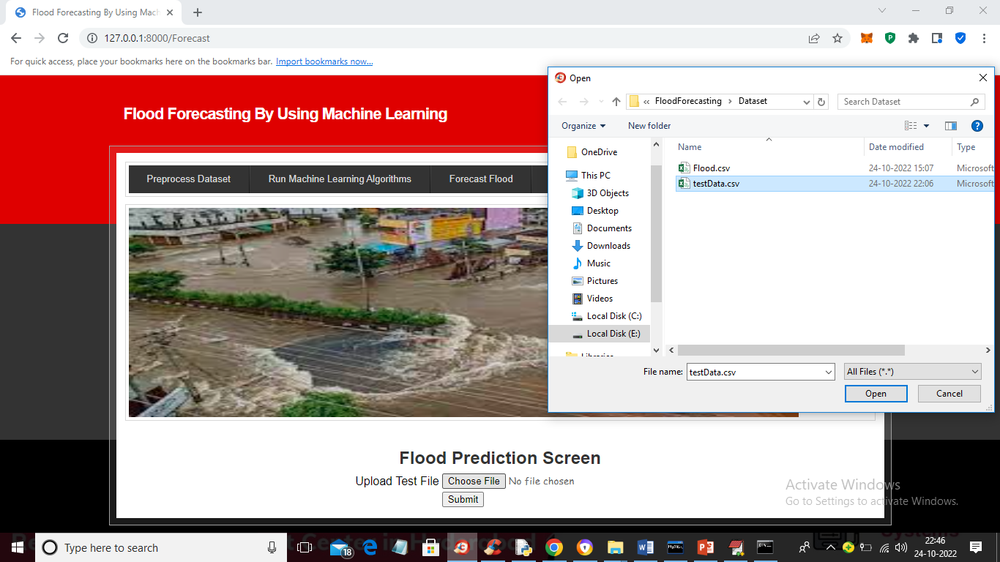 Flood Forecasting By Using Mach
127.0.0.1:8000/Forecast
For quick access, place your bookmarks here on the bookmarks bar. Import bookmarks now...
Flood Forecasting By Using Machine Learning
Preprocess Dataset Run Machine Learning Algorithms Forecast Flood
Open
« FloodForecasting > Dataset
Search Dataset
Organize New folder
OneDrive
This PC
3D Objects
Desktop
Documents
Downloads
Music
Pictures
Videos
Local Disk (C:)
Local Disk (E:)
Libraries
Name Date modified Type
Flood.csv 24-10-2022 15:07 Microsoft
testData.csv 24-10-2022 22:06 Microsoft
File name: testData.csv All Files (*.*)
Open Cancel
Flood Prediction Screen
Upload Test File Choose File No file chosen
Submit
Activate Windows
Go to Settings to activate Windows.
Type here to search
18
MySQL
22:46
24-10-2022